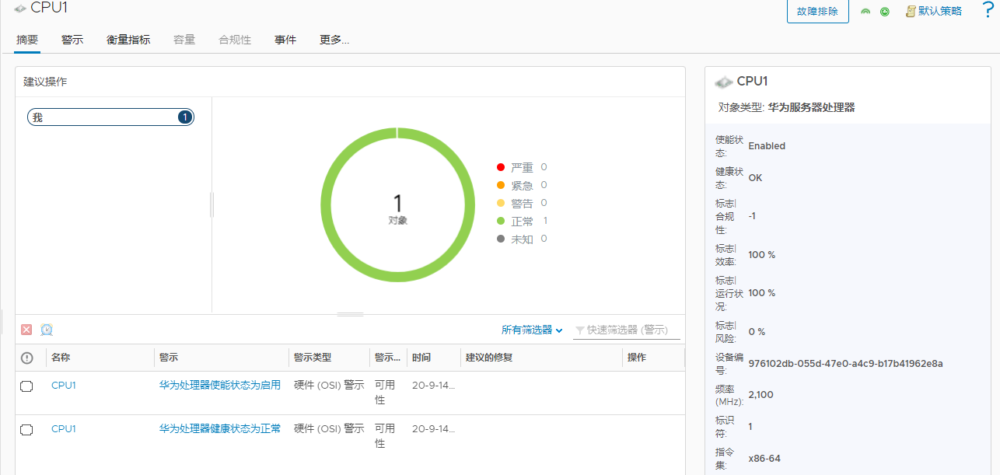 CPU1
故障排除
默认策略
?
摘要 警示 衡量指标 容量 合规性 事件 更多...
建议操作
我 1
1
对象
严重 0
紧急 0
警告 0
正常 1
未知 0
所有筛选器 快速筛选器 (警示)
名称 警示 警示类型 警示... 时间 建议的修复 操作
CPU1 华为处理器使能状态为启用 硬件 (OSI) 警示 可用 20-9-14...
性
CPU1 华为处理器健康状态为正常 硬件 (OSI) 警示 可用 20-9-14...
性
CPU1
对象类型: 华为服务器处理器
使能状
态: Enabled
健康状
态: OK
标志|
合规 -1
性:
标志|
效率: 100 %
标志|
运行状 100 %
况:
标志|
风险: 0 %
设备编
号: 976102db-055d-47e0-a4c9-b17b41962e8a
频率
(MHz): 2,100
标识
符: 1
指令
集: x86-64